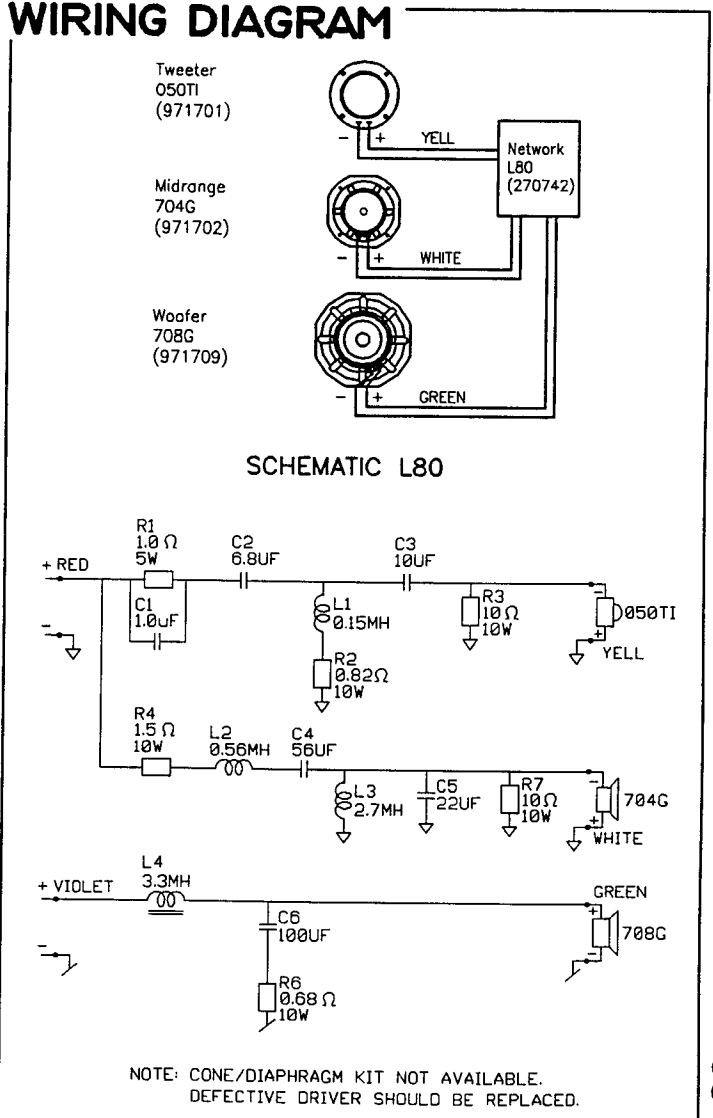 WIRING DIAGRAM
Tweeter
050TI
(971701)
- + YELL
Network
L80
(270742)
Midrange
704G
(971702)
- + WHITE
Woofer
708G
(971709)
- + GREEN
SCHEMATIC L80
+ RED
-
R1
1.0 Ω
5W
C1
1.0uF
C2
6.8UF
L1
0.15MH
R2
0.82Ω
10W
C3
10UF
R3
10Ω
10W
-
050TI
+
YELL
R4
1.5 Ω
10W
L2
0.56MH
C4
56UF
L3
2.7MH
C5
22UF
R7
10Ω
10W
-
704G
+
WHITE
+ VIOLET
-
L4
3.3MH
C6
100UF
R6
0.68 Ω
10W
GREEN
+
708G
-
NOTE: CONE/DIAPHRAGM KIT NOT AVAILABLE.
DEFECTIVE DRIVER SHOULD BE REPLACED.